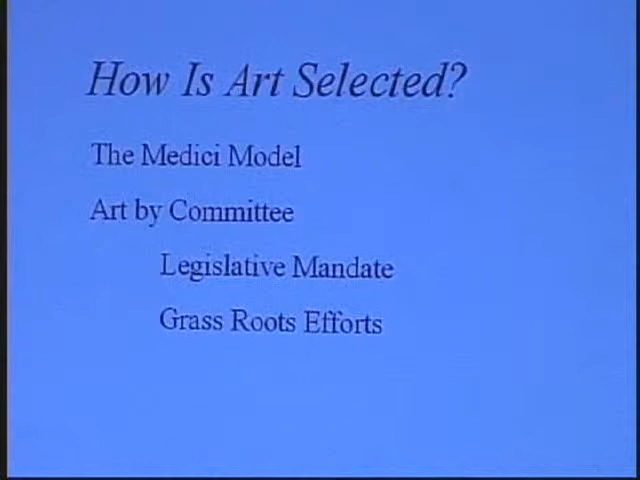 How Is Art Selected?
The Medici Model
Art by Committee
Legislative Mandate
Grass Roots Efforts